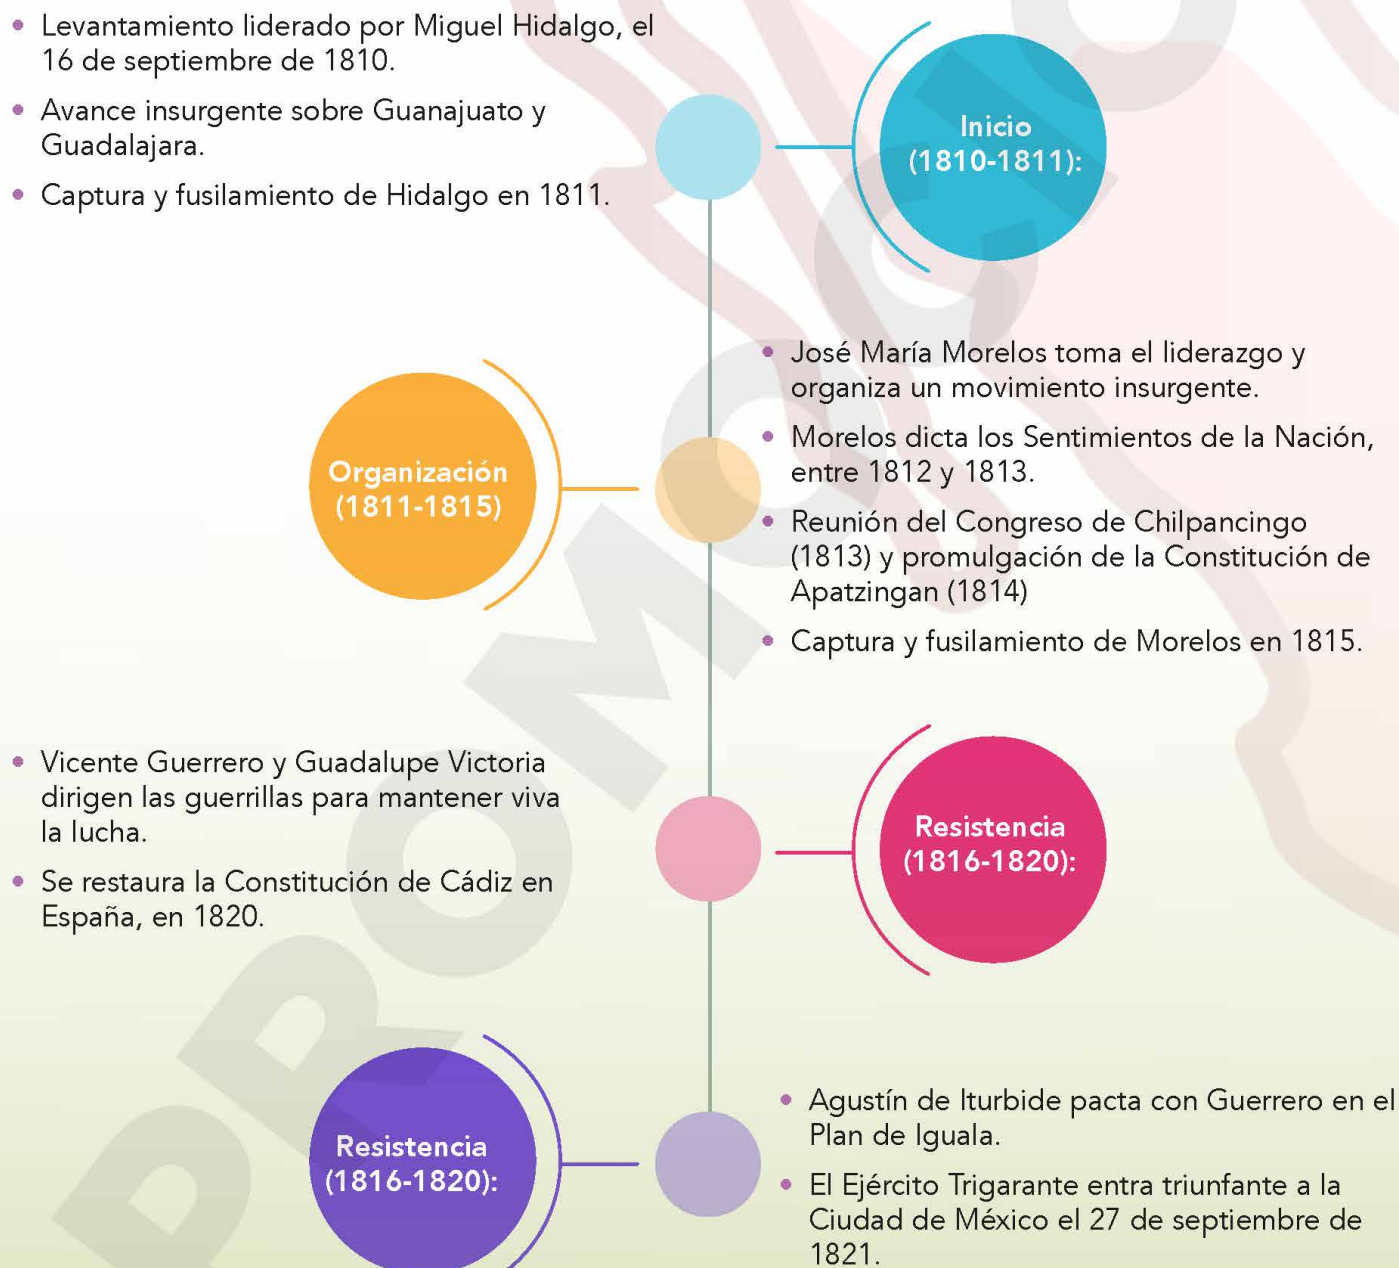 • Levantamiento liderado por Miguel Hidalgo, el
16 de septiembre de 1810.
• Avance insurgente sobre Guanajuato y
Guadalajara.
• Captura y fusilamiento de Hidalgo en 1811.
Inicio
(1810-1811):
Organización
(1811-1815)
• José María Morelos toma el liderazgo y
organiza un movimiento insurgente.
• Morelos dicta los Sentimientos de la Nación,
entre 1812 y 1813.
• Reunión del Congreso de Chilpancingo
(1813) y promulgación de la Constitución de
Apatzingan (1814)
• Captura y fusilamiento de Morelos en 1815.
• Vicente Guerrero y Guadalupe Victoria
dirigen las guerrillas para mantener viva
la lucha.
• Se restaura la Constitución de Cádiz en
España, en 1820.
Resistencia
(1816-1820):
Resistencia
(1816-1820):
• Agustín de Iturbide pacta con Guerrero en el
Plan de Iguala.
• El Ejército Trigarante entra triunfante a la
Ciudad de México el 27 de septiembre de
1821.
PROMOCIO